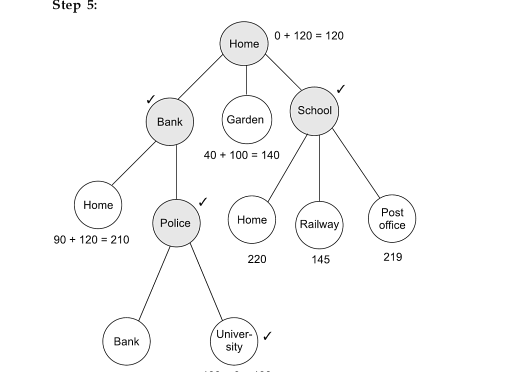 Step 5:
Home
0 + 120 = 120
✓
✓
Bank
Garden
School
40 + 100 = 140
Home
90 + 120 = 210
✓
Police
Home
220
Railway
145
Post
office
219
Bank
Univer-
sity
✓